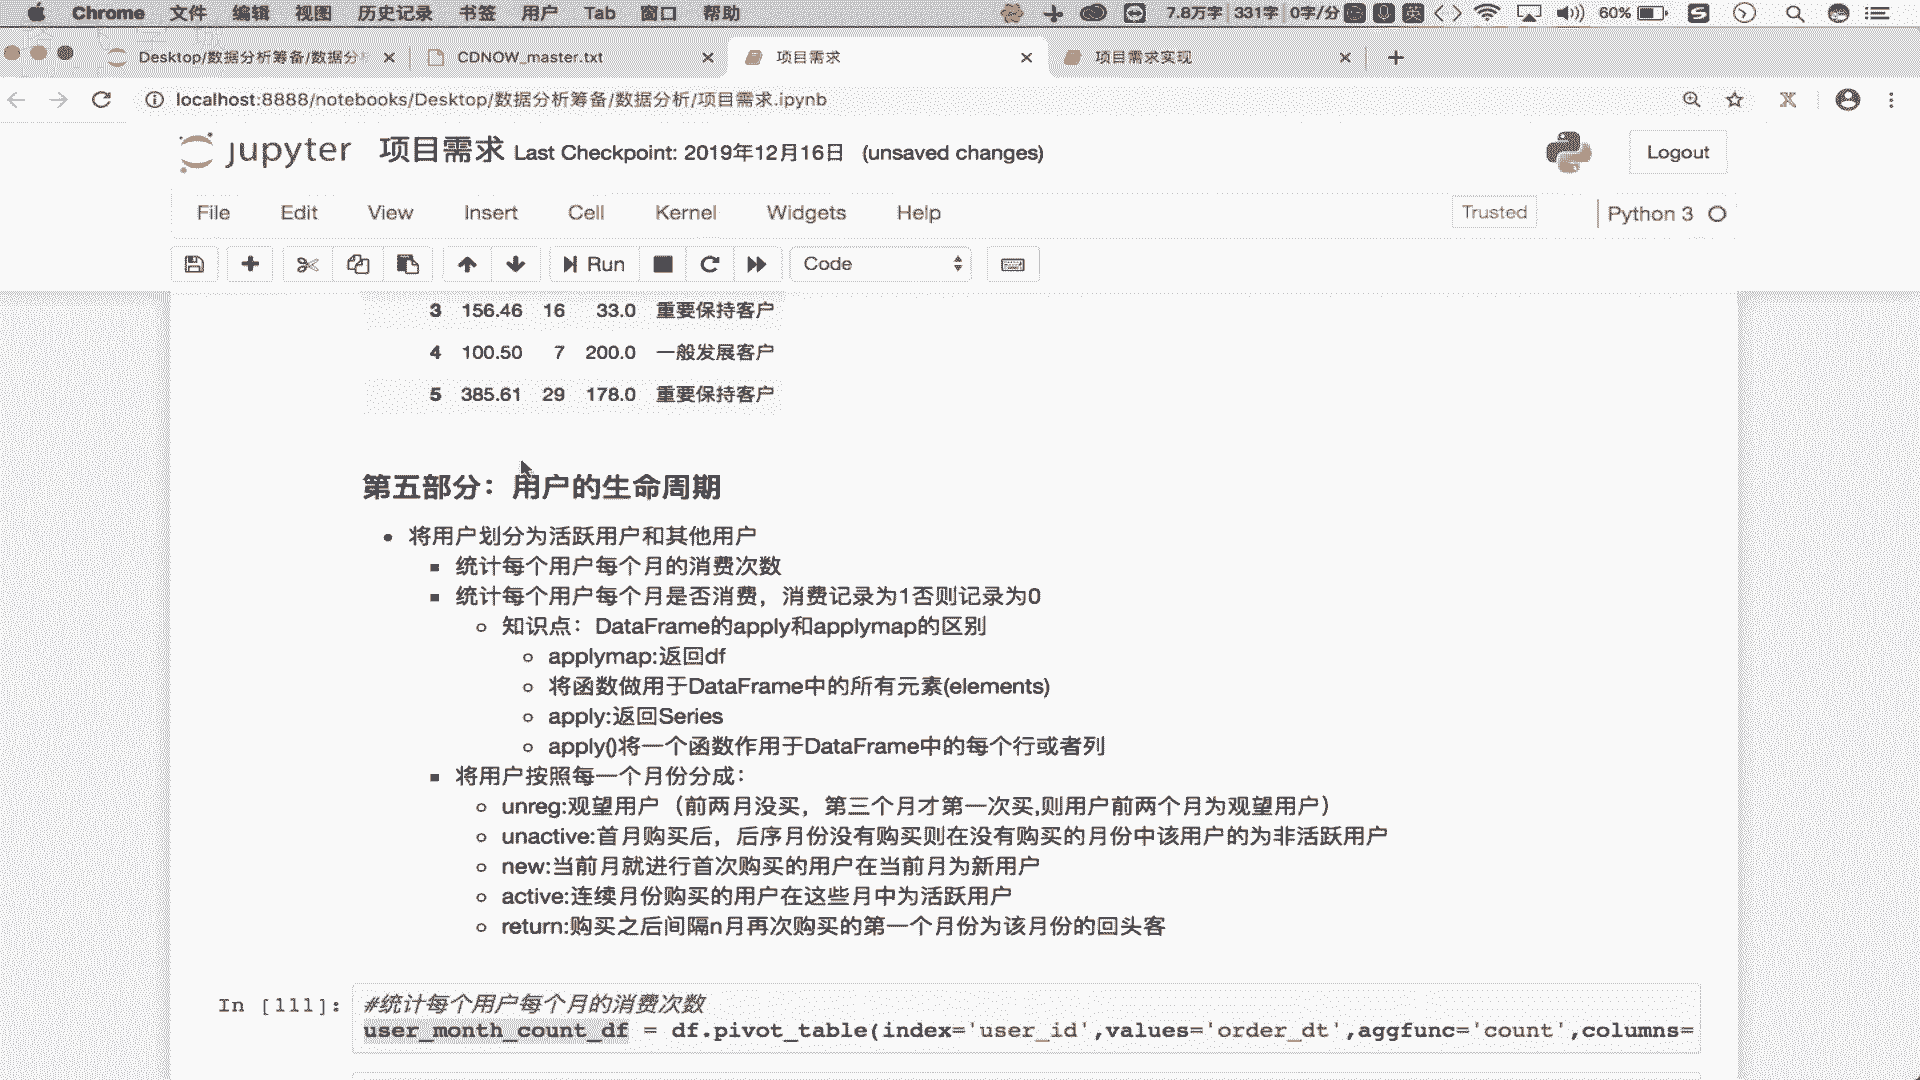 Chrome 文件 编辑 视图 历史记录 书签 用户 Tab 窗口 帮助 7.8万字 331字 0字/分 英 60%
Desktop/数据分析筹备/数据分 CDNOW_master.txt 项目需求 项目需求实现
localhost:8888/notebooks/Desktop/数据分析筹备/数据分析/项目需求.ipynb
jupyter 项目需求 Last Checkpoint: 2019年12月16日 (unsaved changes) Logout
File Edit View Insert Cell Kernel Widgets Help Trusted Python 3
Run Code
3 156.46 16 33.0 重要保持客户
4 100.50 7 200.0 一般发展客户
5 385.61 29 178.0 重要保持客户
第五部分：用户的生命周期
将用户划分为活跃用户和其他用户
统计每个用户每个月的消费次数
统计每个用户每个月是否消费，消费记录为1否则记录为0
知识点：DataFrame的apply和applymap的区别
applymap:返回df
将函数做用于DataFrame中的所有元素(elements)
apply:返回Series
apply()将一个函数作用于DataFrame中的每个行或者列
将用户按照每一个月份分成：
unreg:观望用户（前两月没买，第三个月才第一次买,则用户前两个月为观望用户）
unactive:首月购买后，后序月份没有购买则在没有购买的月份中该用户的为非活跃用户
new:当前月就进行首次购买的用户在当前月为新用户
active:连续月份购买的用户在这些月中为活跃用户
return:购买之后间隔n月再次购买的第一个月份为该月份的回头客
In [111]: #统计每个用户每个月的消费次数
user_month_count_df = df.pivot_table(index='user_id',values='order_dt',aggfunc='count',columns=